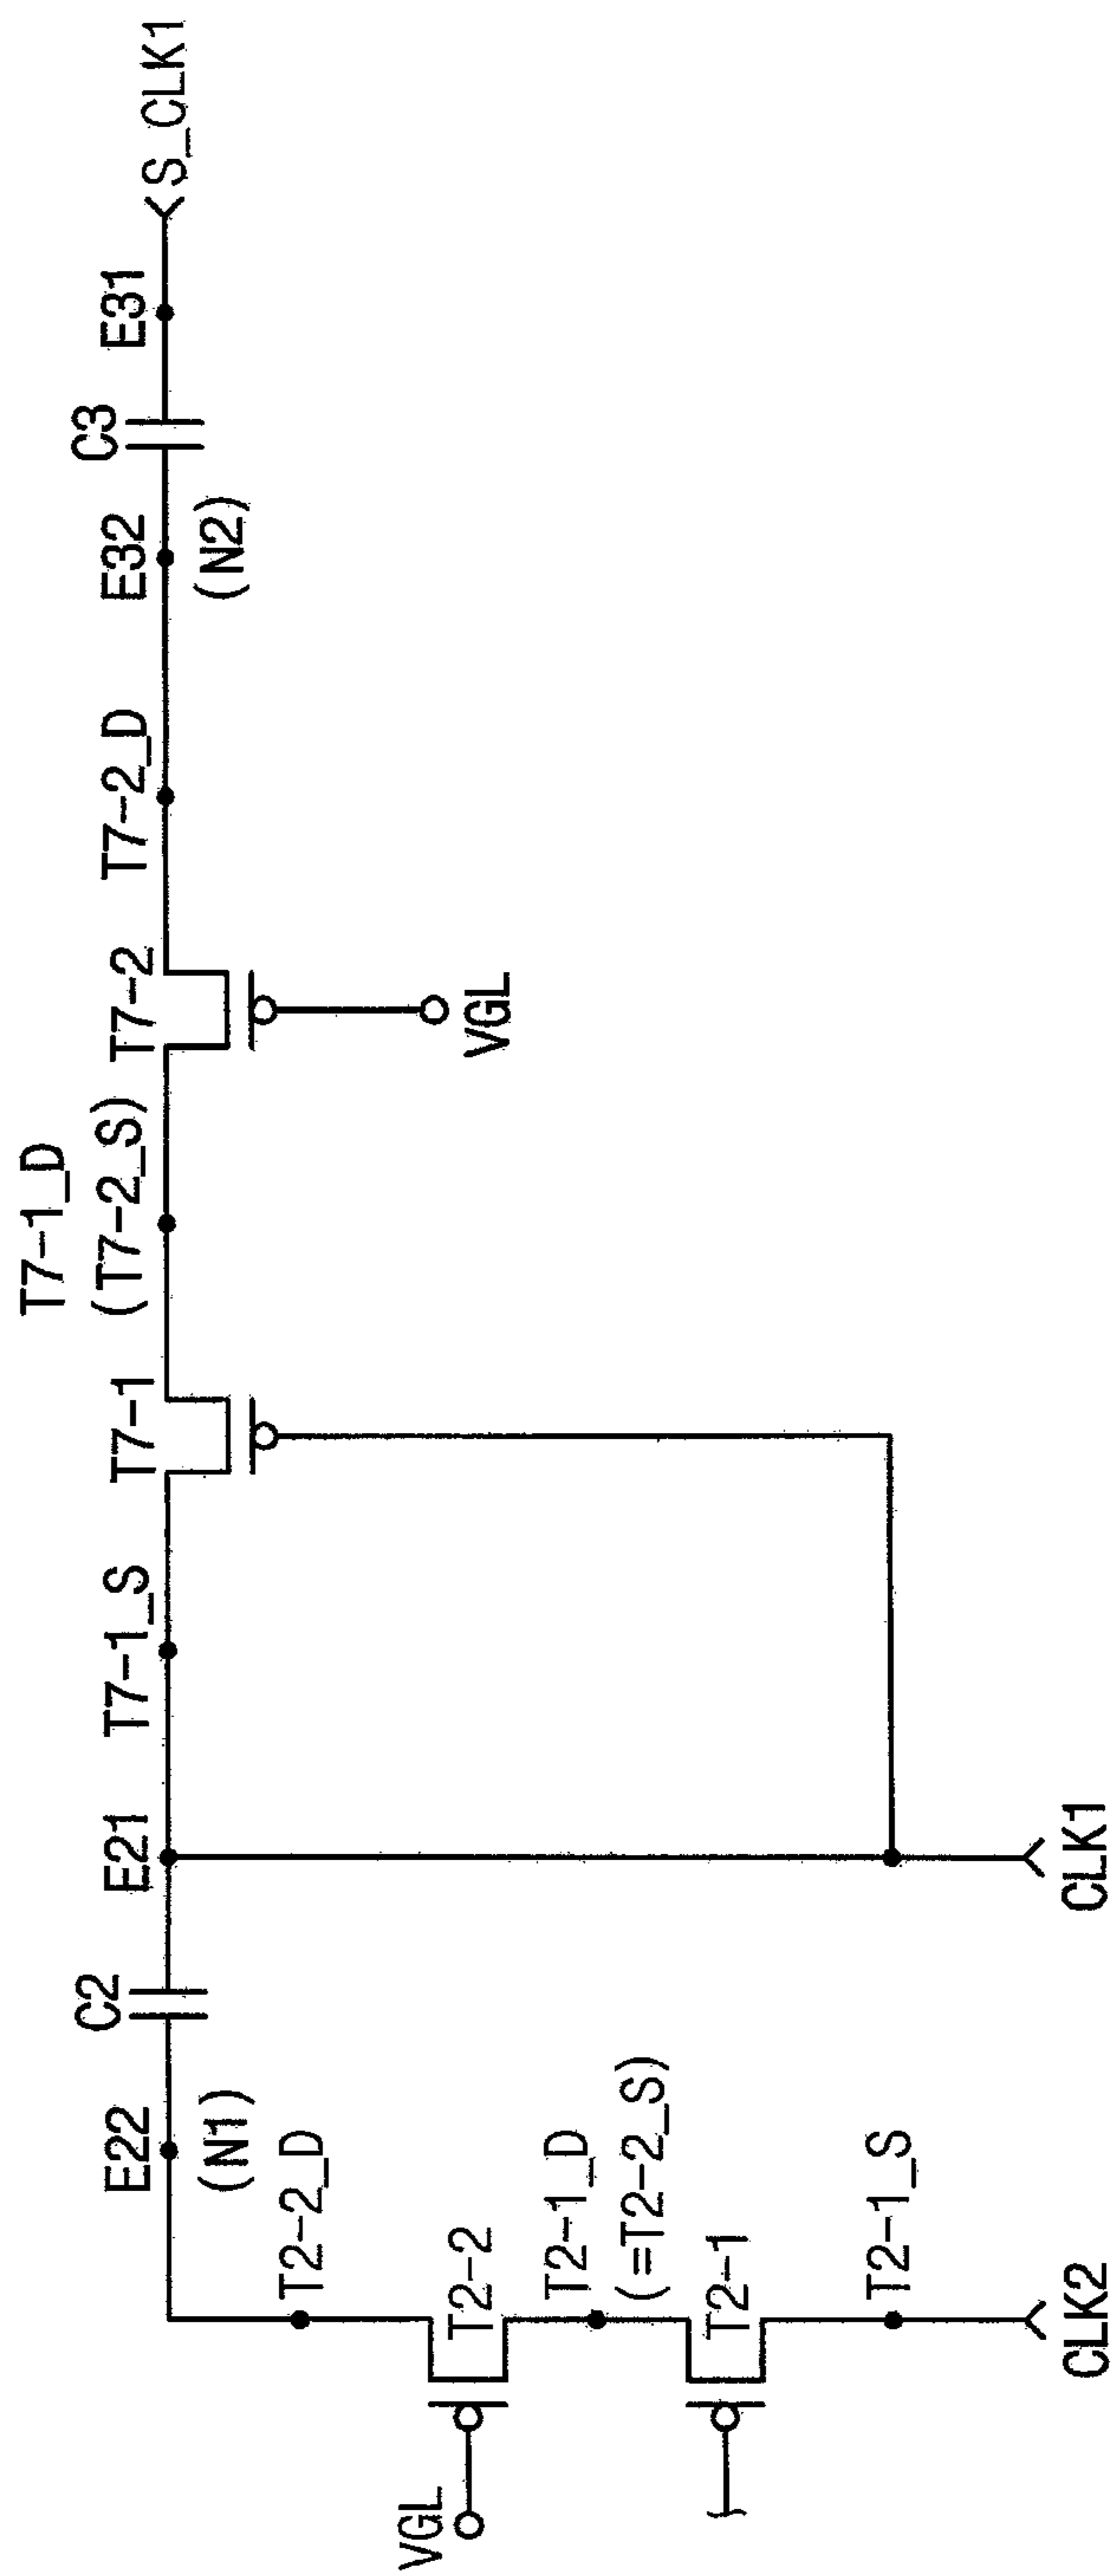 T7-1_D
E22
C2
E21
T7-1_S
T7-1
(T7-2_S)
T7-2
T7-2_D
E32
C3
E31
S_CLK1
(N1)
(N2)
T2-2_D
VGL
T2-2
VGL
T2-1_D
(=T2-2_S)
T2-1
T2-1_S
CLK2
CLK1